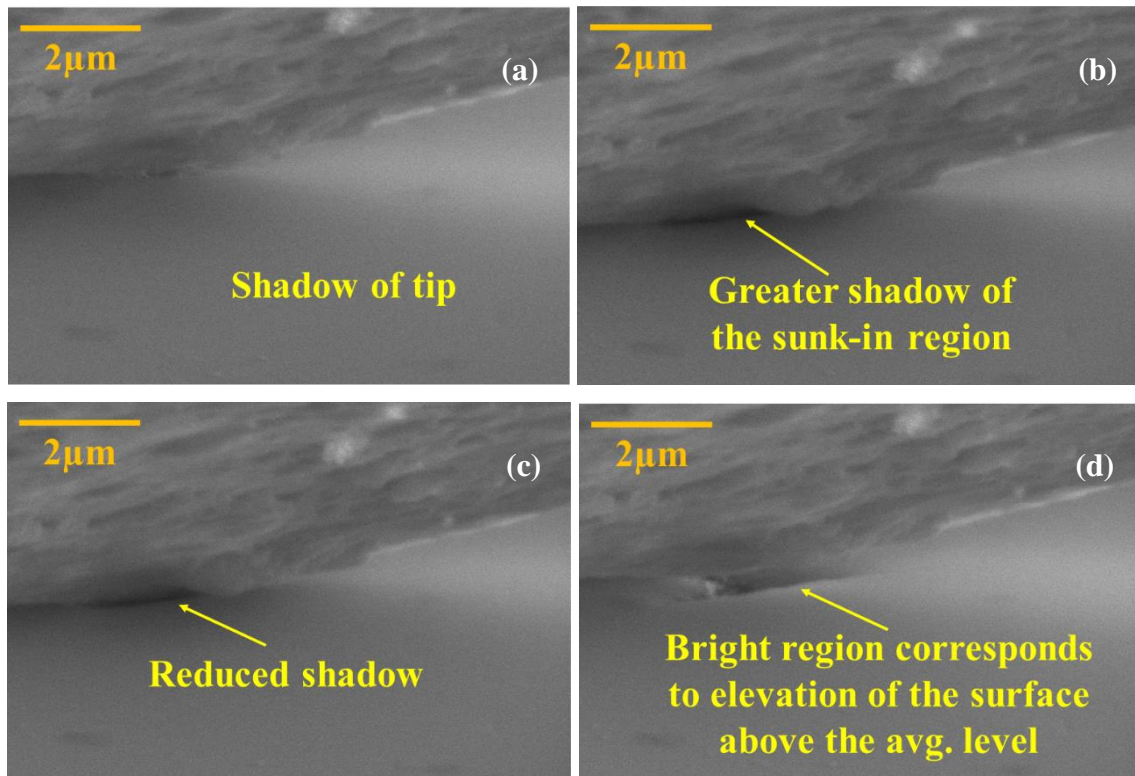 2µm
(a)
Shadow of tip
2µm
(b)
Greater shadow of
the sunk-in region
2µm
(c)
Reduced shadow
2µm
(d)
Bright region corresponds
to elevation of the surface
above the avg. level